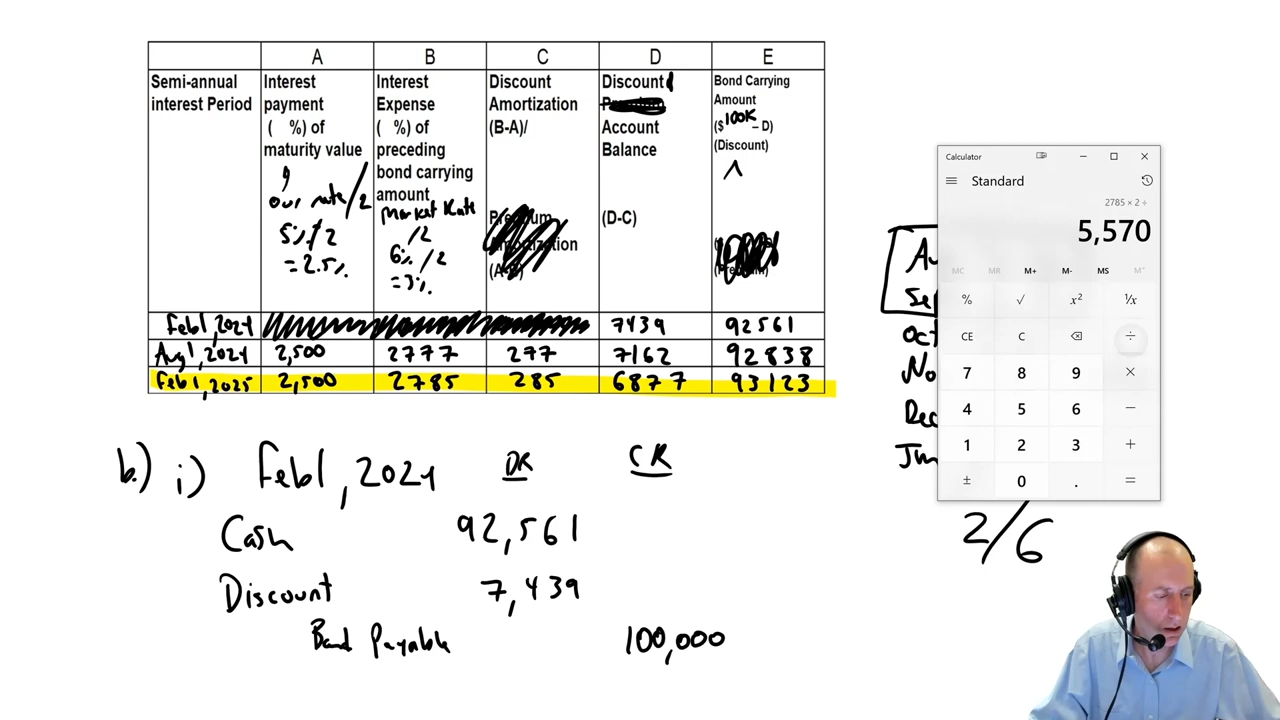 A B C D E
Semi-annual interest Period
Interest payment ( %) of maturity value
our rate/2
5%/2
=2.5%
Interest Expense ( %) of preceding bond carrying amount
Market Rate /2
6%/2
=3%
Discount Amortization (B-A)/
Discount
Account Balance
(D-C)
Bond Carrying Amount
($100K – D)
(Discount)
Feb 1, 2024 7439 92561
Aug 1, 2024 2,500 2777 277 7162 92838
Feb 1, 2025 2,500 2785 285 6877 93123
b.) i) Feb 1, 2024 DR CR
Cash 92,561
Discount 7,439
Bond Payable 100,000
2/6
Calculator
Standard
2785 × 2 ÷
5,570
MC MR M+ M- MS
% √ x² ¹/x
CE C ÷
7 8 9 ×
4 5 6 −
1 2 3 +
± 0 . =